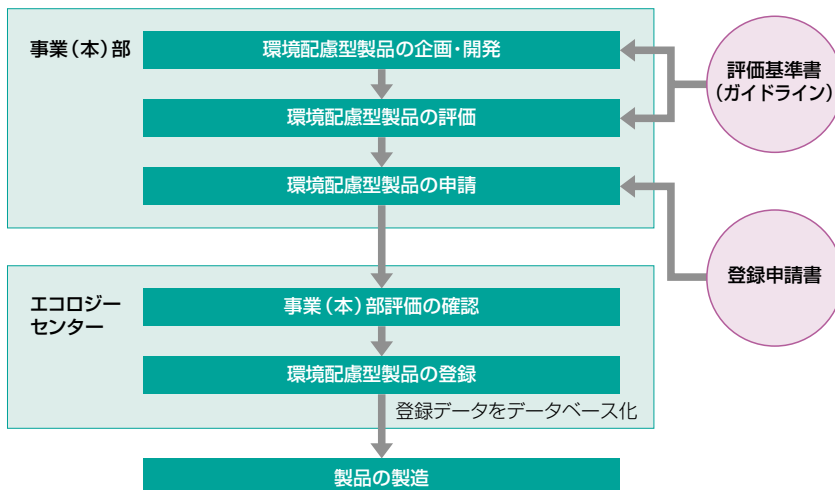 事業（本）部
環境配慮型製品の企画・開発
環境配慮型製品の評価
環境配慮型製品の申請
評価基準書
（ガイドライン）
登録申請書
エコロジー
センター
事業（本）部評価の確認
環境配慮型製品の登録
登録データをデータベース化
製品の製造